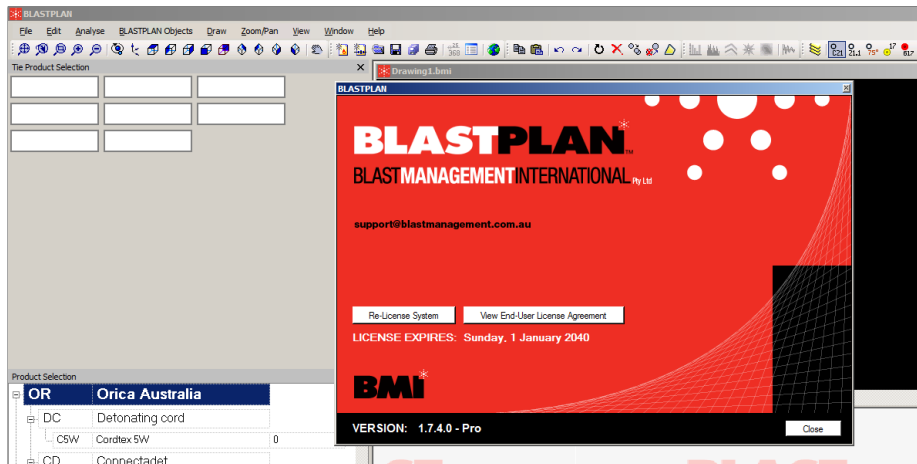 BLASTPLAN
File Edit Analyse BLASTPLAN Objects Draw Zoom/Pan View Window Help
Tie Product Selection
Drawing1.bmi
BLASTPLAN
BLASTPLAN™
BLASTMANAGEMENTINTERNATIONAL Pty Ltd
support@blastmanagement.com.au
Re-License System View End-User License Agreement
LICENSE EXPIRES: Sunday, 1 January 2040
BMi
VERSION: 1.7.4.0 - Pro
Close
Product Selection
OR Orica Australia
DC Detonating cord
C5W Cordtex 5W 0
CD Connectadet